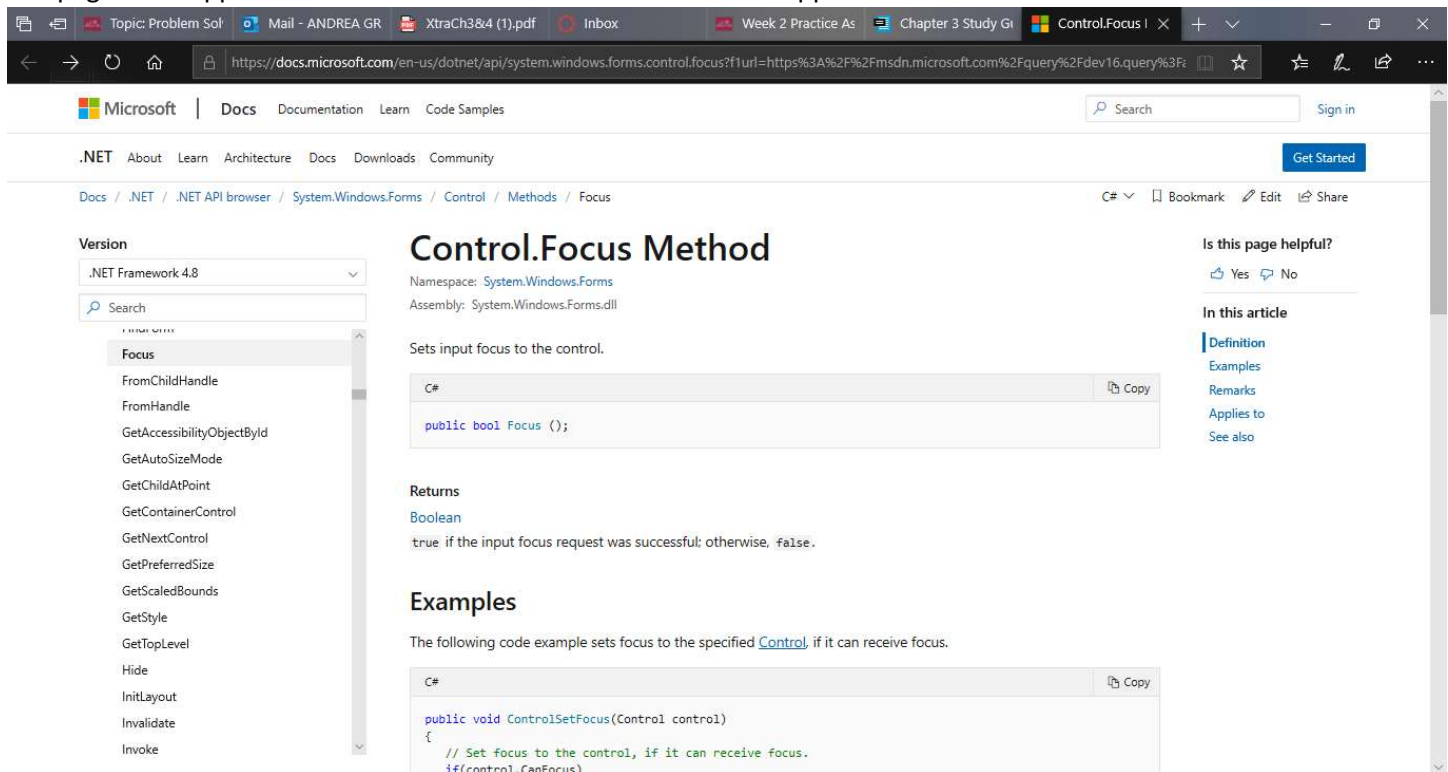 Topic: Problem Sol
Mail - ANDREA GR
XtraCh3&4 (1).pdf
Inbox
Week 2 Practice As
Chapter 3 Study Gu
Control.Focus
https://docs.microsoft.com/en-us/dotnet/api/system.windows.forms.control.focus?f1url=https%3A%2F%2Fmsdn.microsoft.com%2Fquery%2Fdev16.query%3Fa
Microsoft | Docs Documentation Learn Code Samples
Search
Sign in
.NET About Learn Architecture Docs Downloads Community
Get Started
Docs / .NET / .NET API browser / System.Windows.Forms / Control / Methods / Focus
C# Bookmark Edit Share
Version
.NET Framework 4.8
Search
FindForm
Focus
FromChildHandle
FromHandle
GetAccessibilityObjectById
GetAutoSizeMode
GetChildAtPoint
GetContainerControl
GetNextControl
GetPreferredSize
GetScaledBounds
GetStyle
GetTopLevel
Hide
InitLayout
Invalidate
Invoke
Control.Focus Method
Namespace: System.Windows.Forms
Assembly: System.Windows.Forms.dll
Sets input focus to the control.
C#
Copy
public bool Focus ();
Returns
Boolean
true if the input focus request was successful; otherwise, false.
Examples
The following code example sets focus to the specified Control, if it can receive focus.
C#
Copy
public void ControlSetFocus(Control control)
{
// Set focus to the control, if it can receive focus.
if(control.CanFocus)
Is this page helpful?
Yes No
In this article
Definition
Examples
Remarks
Applies to
See also